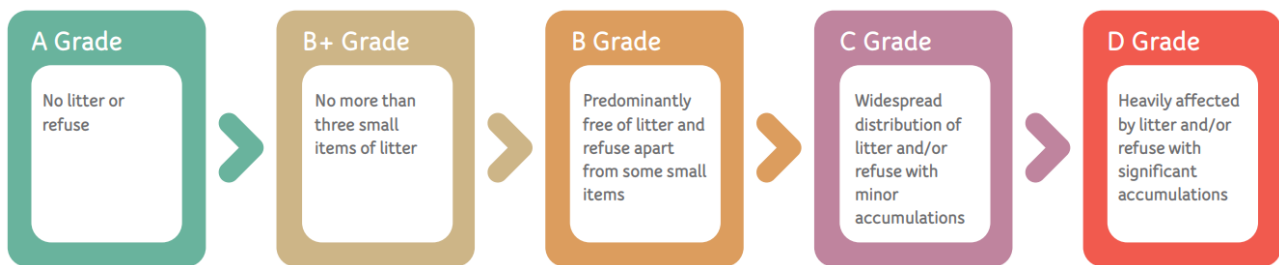 A Grade
No litter or
refuse
B+ Grade
No more than
three small
items of litter
B Grade
Predominantly
free of litter and
refuse apart
from some small
items
C Grade
Widespread
distribution of
litter and/or
refuse with
minor
accumulations
D Grade
Heavily affected
by litter and/or
refuse with
significant
accumulations